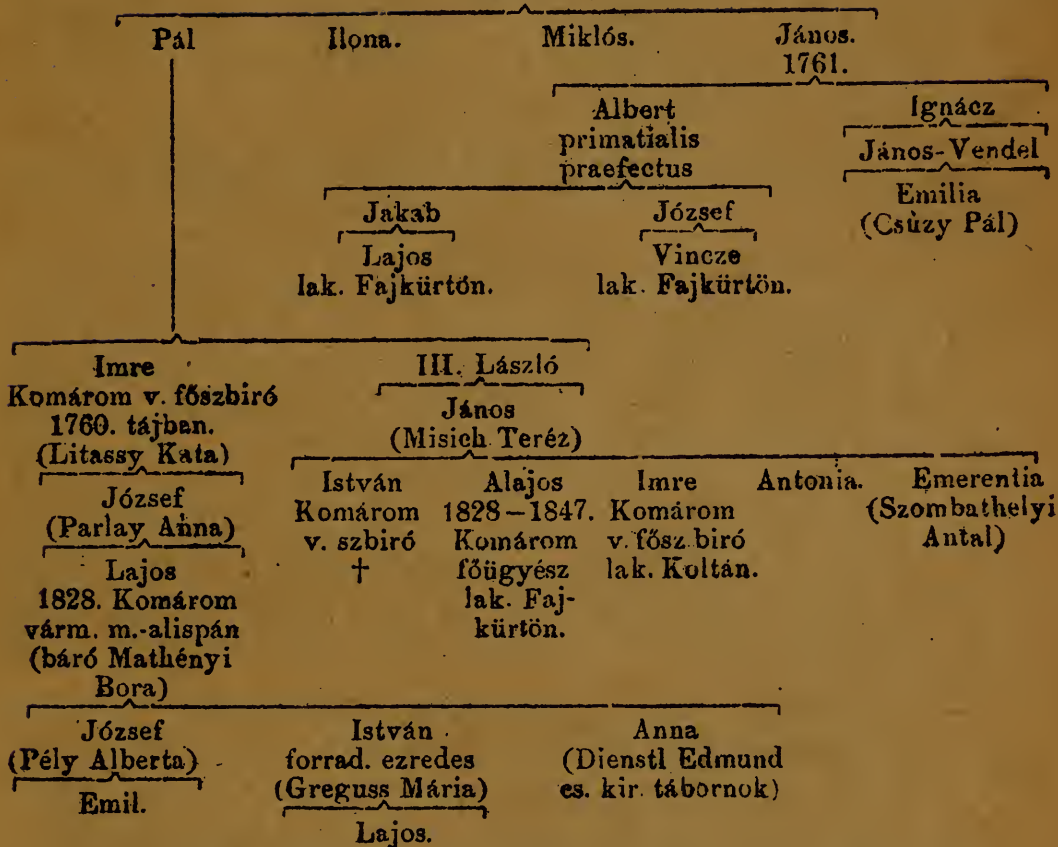 Pál Ilona. Miklós. János.
1761.
Albert Ignácz
primatialis János-Vendel
praefectus Emilia
(Csùzy Pál)
Jakab József
Lajos Vincze
lak. Fajkürtőn. lak. Fajkürtön.
Imre III. László
Komárom v. főszbiró János
1760. tájban. (Misich Teréz)
(Litassy Kata)
József
(Parlay Anna)
Lajos
1828. Komárom
várm. m.-alispán
(báró Mathényi
Bora)
István Alajos Imre Antonia. Emerentia
Komárom 1828–1847. Komárom (Szombathelyi
v. szbiró Komárom v. fősz.biró Antal)
† főügyész lak. Koltán.
lak. Faj-
kürtön.
József István Anna
(Pély Alberta) forrad. ezredes (Dienstl Edmund
Emil. (Greguss Mária) cs. kir. tábornok)
Lajos.